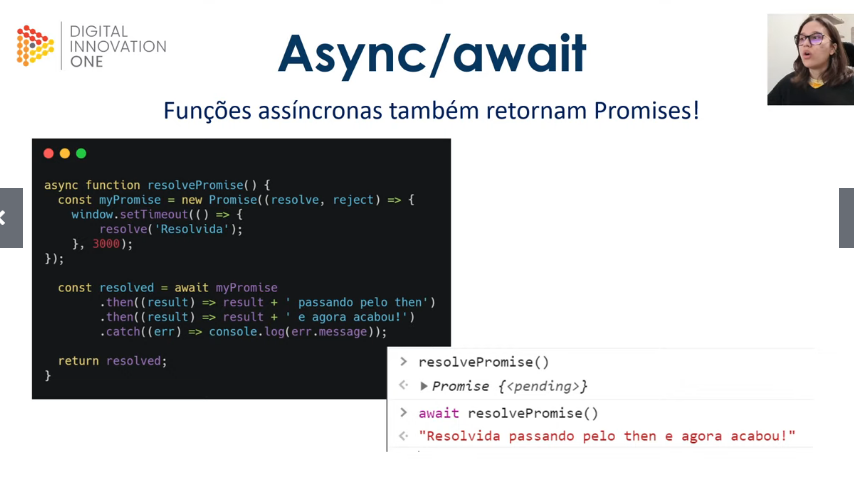 DIGITAL
INNOVATION
ONE
Async/await
Funções assíncronas também retornam Promises!
async function resolvePromise() {
const myPromise = new Promise((resolve, reject) => {
window.setTimeout(() => {
resolve('Resolvida');
}, 3000);
});
const resolved = await myPromise
.then((result) => result + ' passando pelo then')
.then((result) => result + ' e agora acabou!')
.catch((err) => console.log(err.message));
return resolved;
}
> resolvePromise()
Promise {<pending>}
> await resolvePromise()
"Resolvida passando pelo then e agora acabou!"